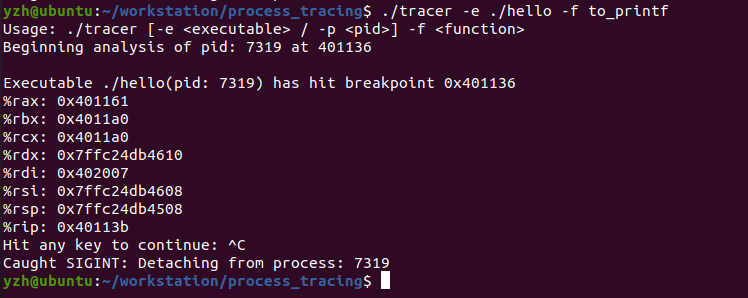 yzh@ubuntu:~/workstation/process_tracing$ ./tracer -e ./hello -f to_printf
Usage: ./tracer [-e <executable> / -p <pid>] -f <function>
Beginning analysis of pid: 7319 at 401136
Executable ./hello(pid: 7319) has hit breakpoint 0x401136
%rax: 0x401161
%rbx: 0x4011a0
%rcx: 0x4011a0
%rdx: 0x7ffc24db4610
%rdi: 0x402007
%rsi: 0x7ffc24db4608
%rsp: 0x7ffc24db4508
%rip: 0x40113b
Hit any key to continue: ^C
Caught SIGINT: Detaching from process: 7319
yzh@ubuntu:~/workstation/process_tracing$